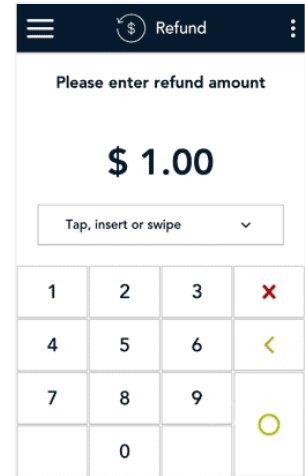 $ Refund
Please enter refund amount
$ 1.00
Tap, insert or swipe
1 2 3
4 5 6
7 8 9
0